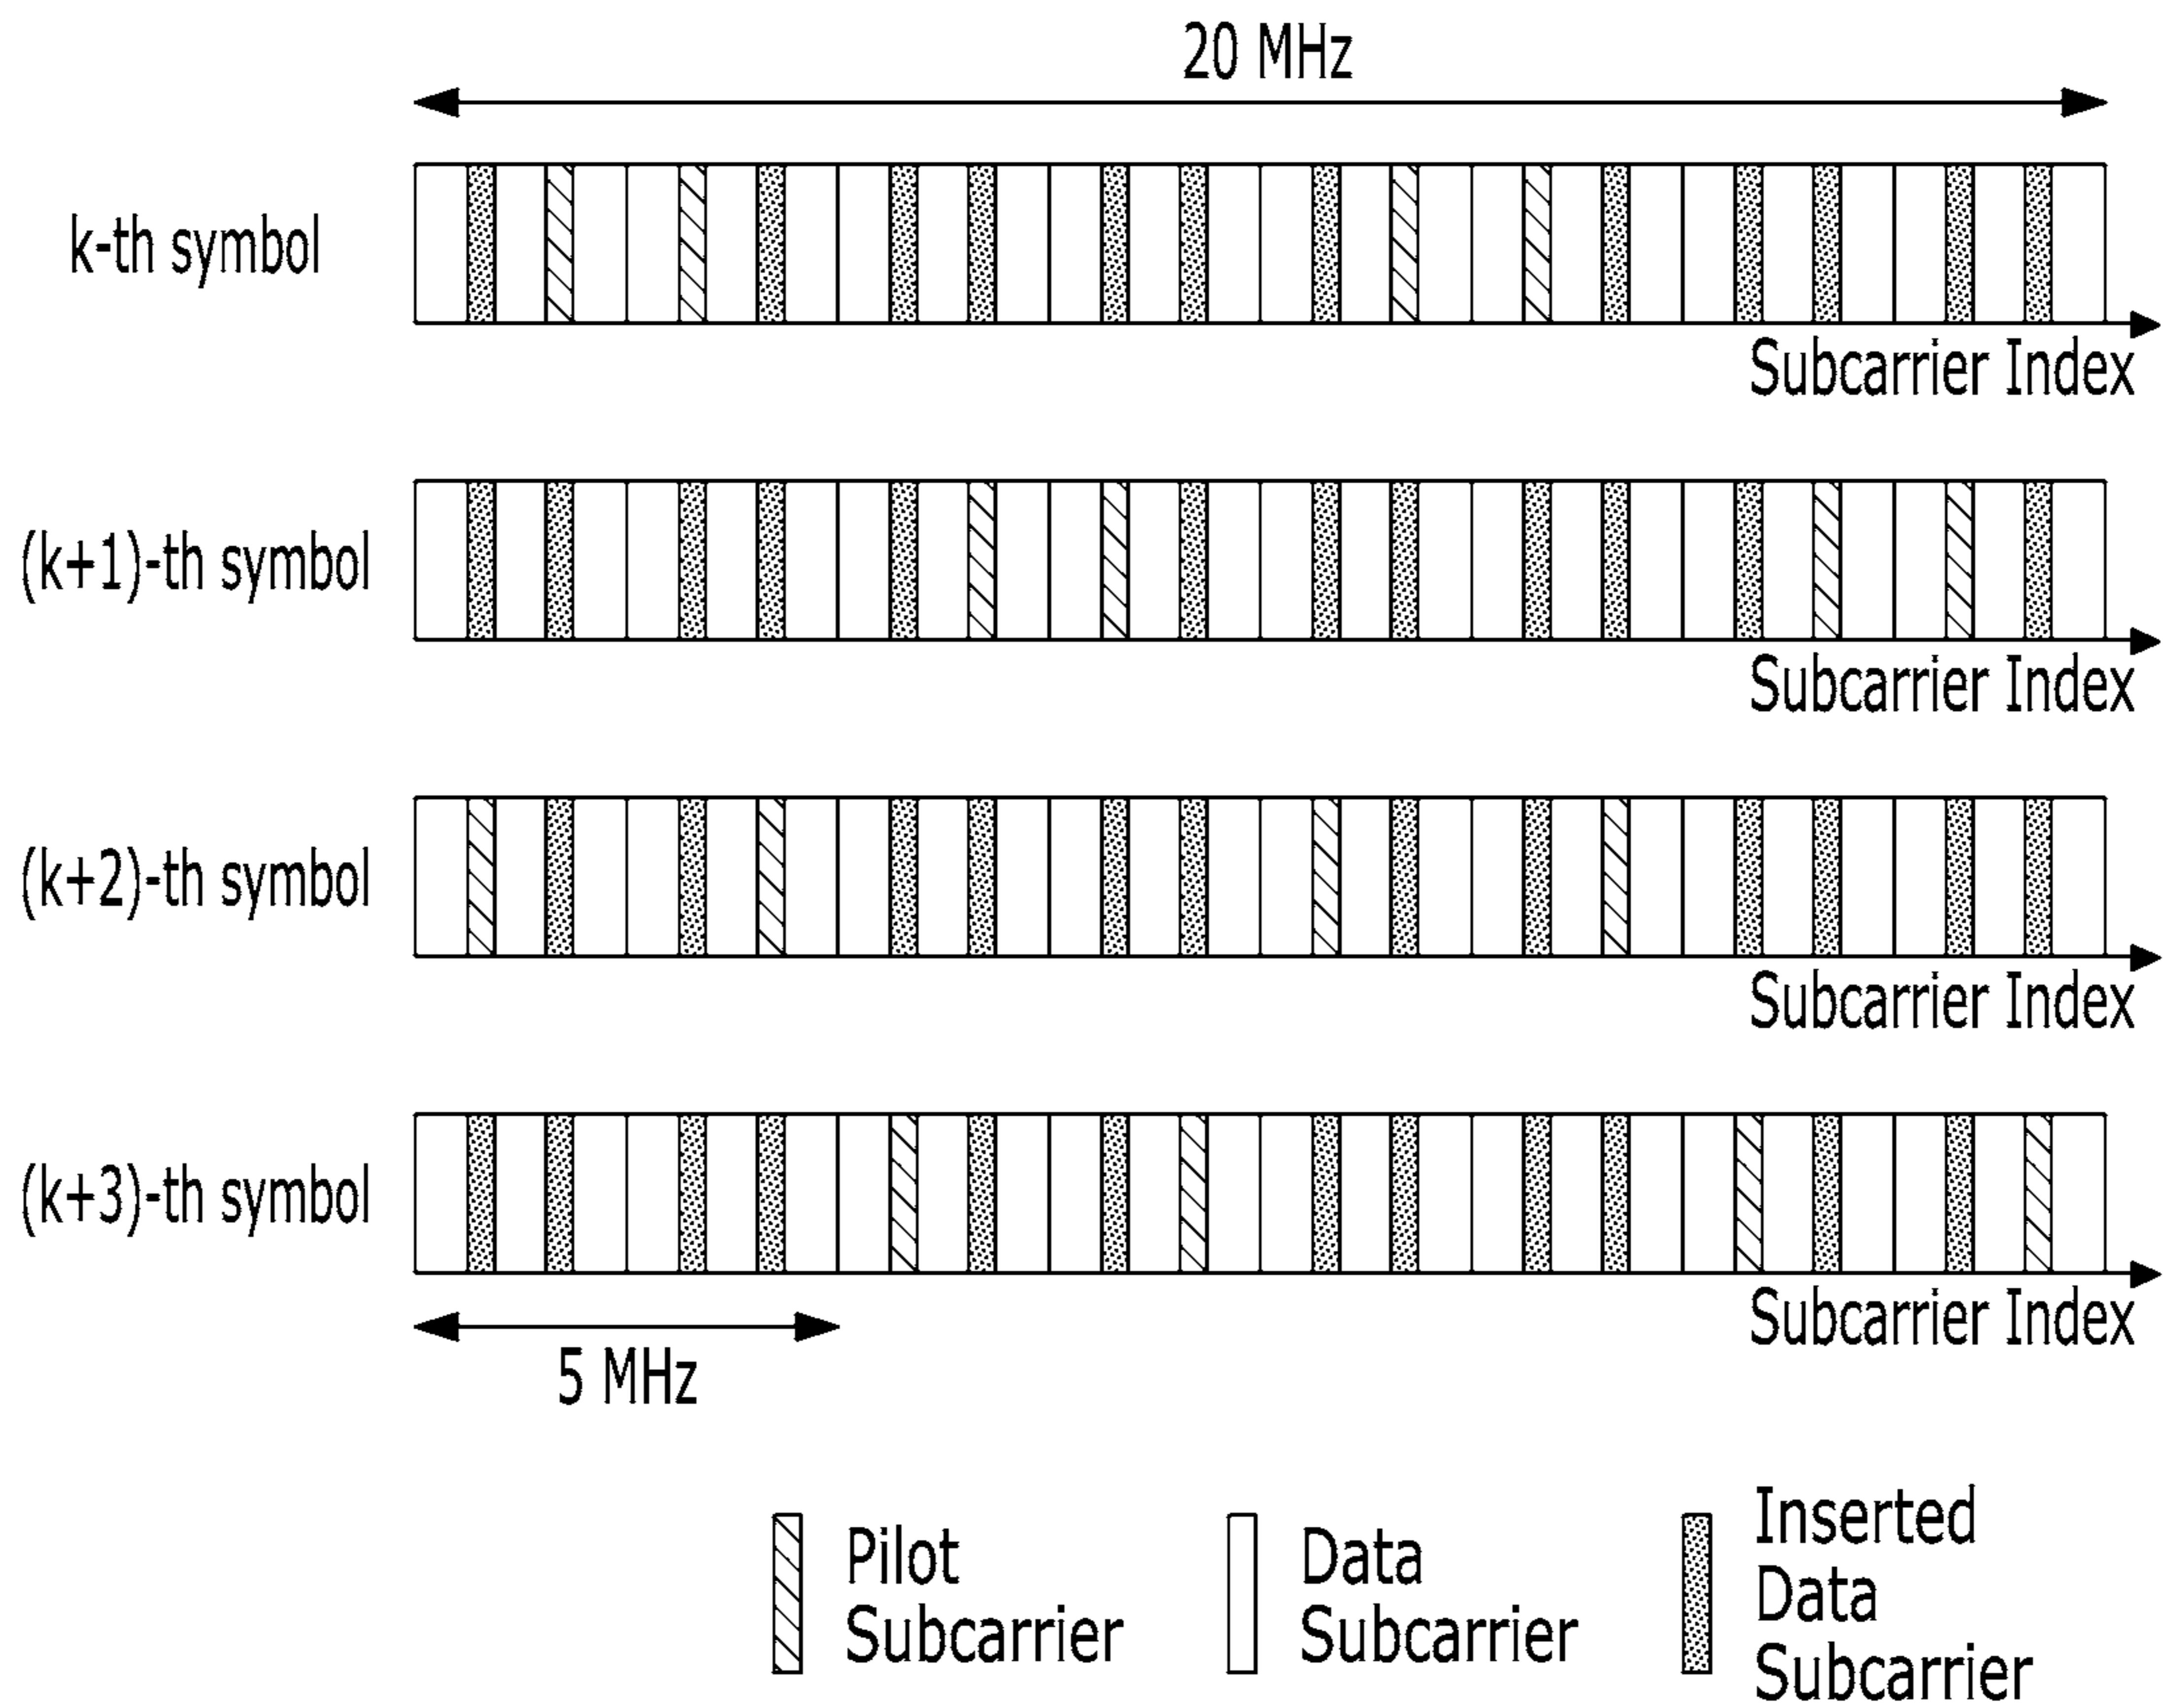 20 MHz
k-th symbol
Subcarrier Index
(k+1)-th symbol
Subcarrier Index
(k+2)-th symbol
Subcarrier Index
(k+3)-th symbol
Subcarrier Index
5 MHz
Pilot
Subcarrier
Data
Subcarrier
Inserted
Data
Subcarrier